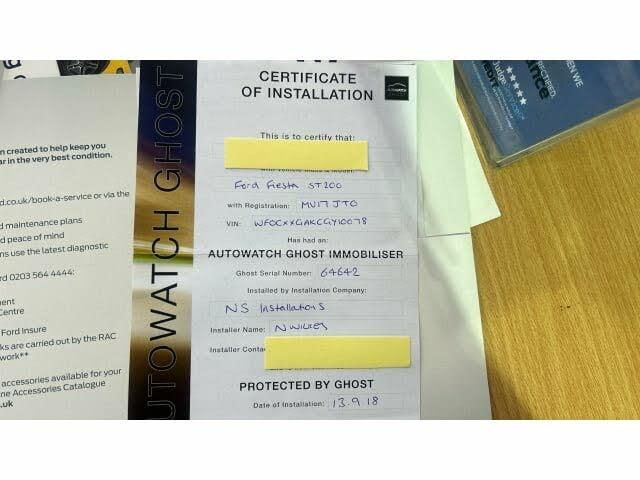 n created to help keep you
ar in the very best condition.
d.co.uk/book-a-service or via the
d maintenance plans
d peace of mind
ns use the latest diagnostic
rd 0203 564 4444:
ent
Centre
Ford Insure
ks are carried out by the RAC
work**
accessories available for your
ne Accessories Catalogue
.uk
AUTOWATCH GHOST
CERTIFICATE
OF INSTALLATION
This is to certify that:
Ford Fiesta ST200
with Registration: MV17JTO
VIN: WF0CXXGAKCGY10078
Has had an:
AUTOWATCH GHOST IMMOBILISER
Ghost Serial Number: 64642
Installed by Installation Company:
NS Installations
Installer Name: N WILKES
Installer Contac
PROTECTED BY GHOST
Date of Installation: 13.9.18